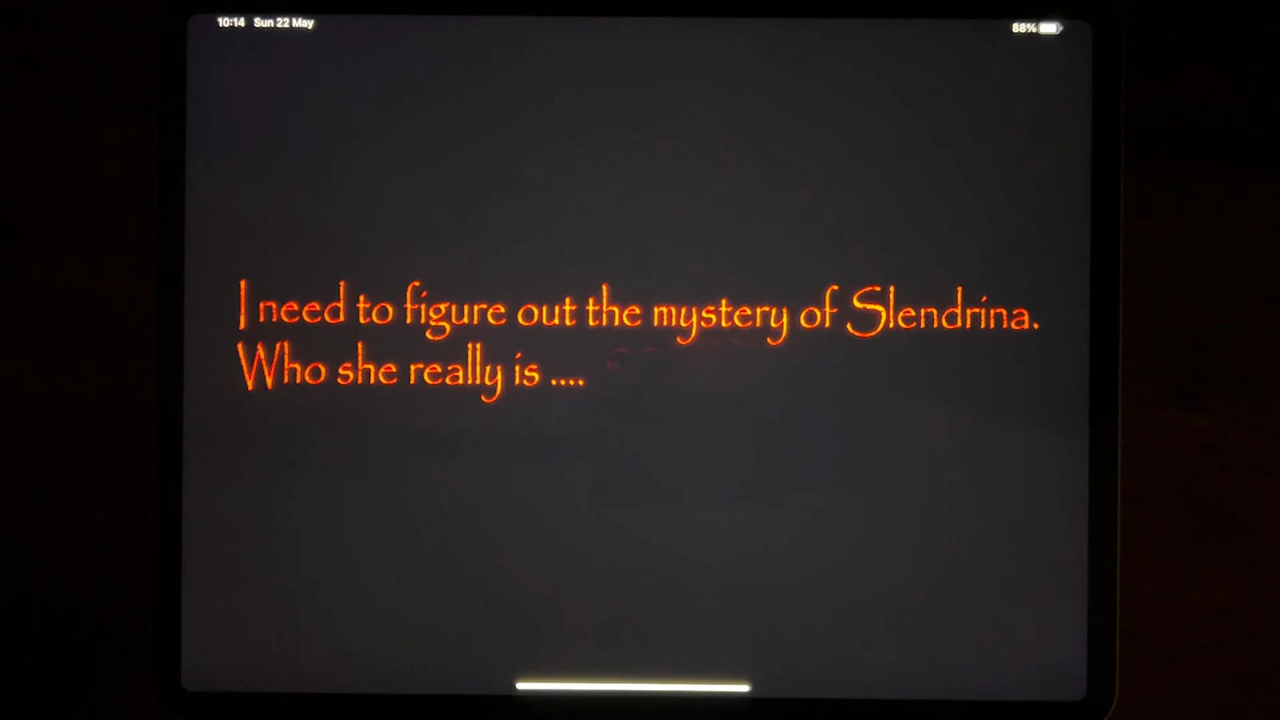 10:14 Sun 22 May 88%
I need to figure out the mystery of Slendrina.
Who she really is ....